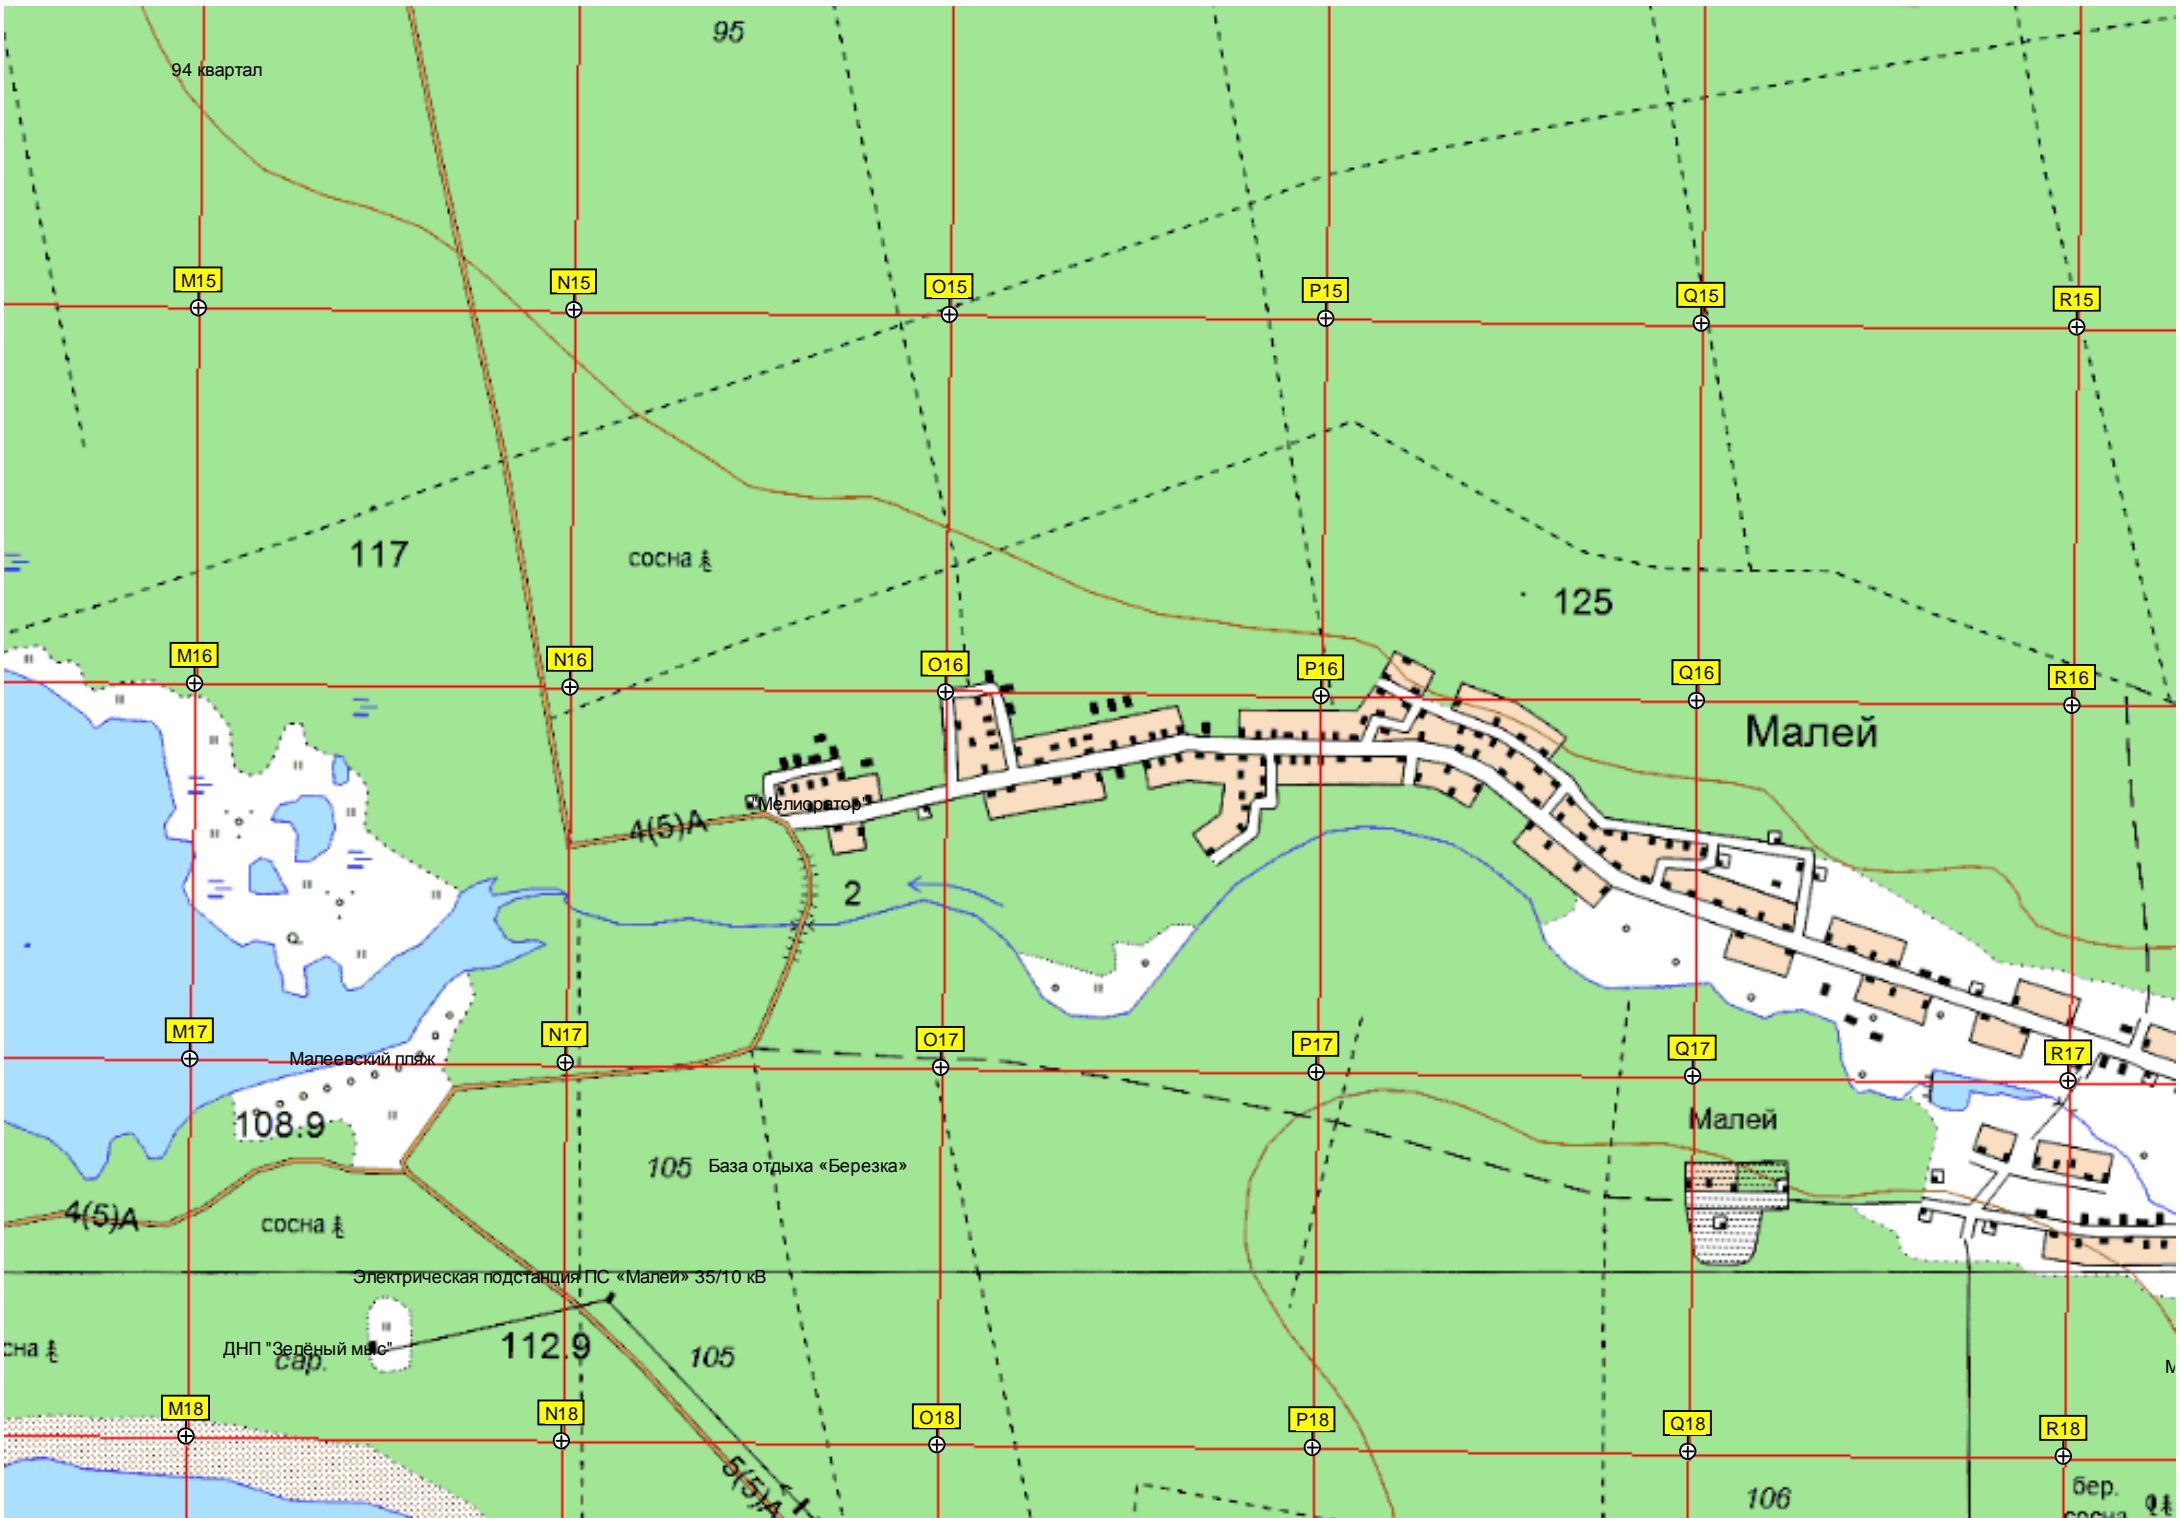 95
94 квартал
M15
N15
O15
P15
Q15
R15
117
сосна
125
M16
N16
O16
P16
Q16
R16
Малей
"Мелиоратор"
4(5)А
2
M17
N17
O17
P17
Q17
R17
Малеевский пляж
108.9
Малей
105
База отдыха «Березка»
4(5)А
сосна
Электрическая подстанция ПС «Малей» 35/10 кВ
сна
ДНП "Зелёный мыс"
сар.
112.9
105
М
M18
N18
O18
P18
Q18
R18
5(5)А
106
бер.
сосна